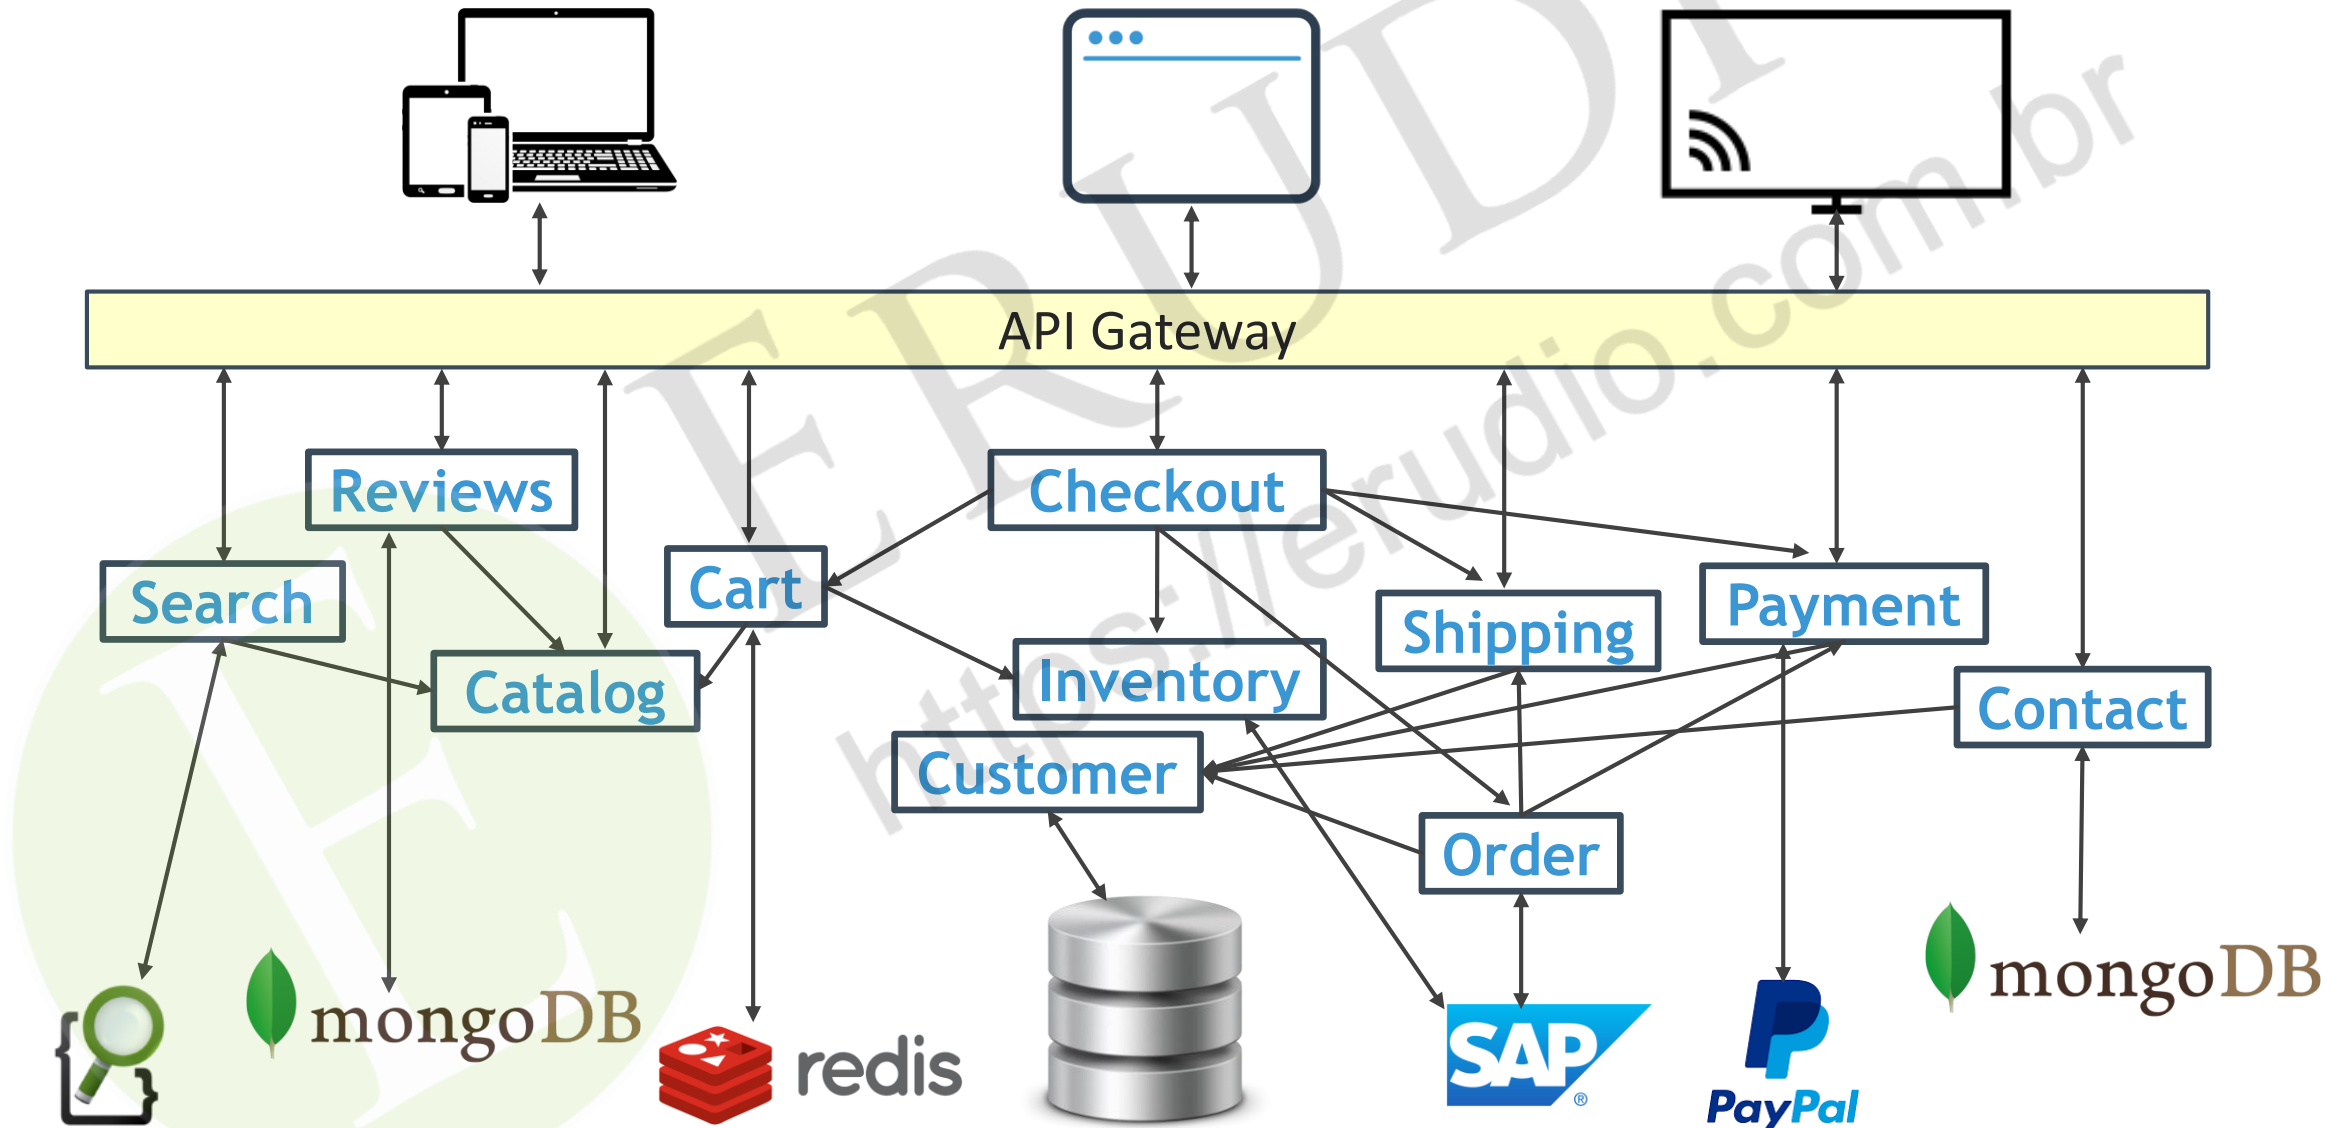 API Gateway
Reviews
Checkout
Search
Cart
Shipping
Payment
Catalog
Inventory
Contact
Customer
Order
mongoDB
redis
SAP®
PayPal
mongoDB
ERUDI
https://erudio.com.br